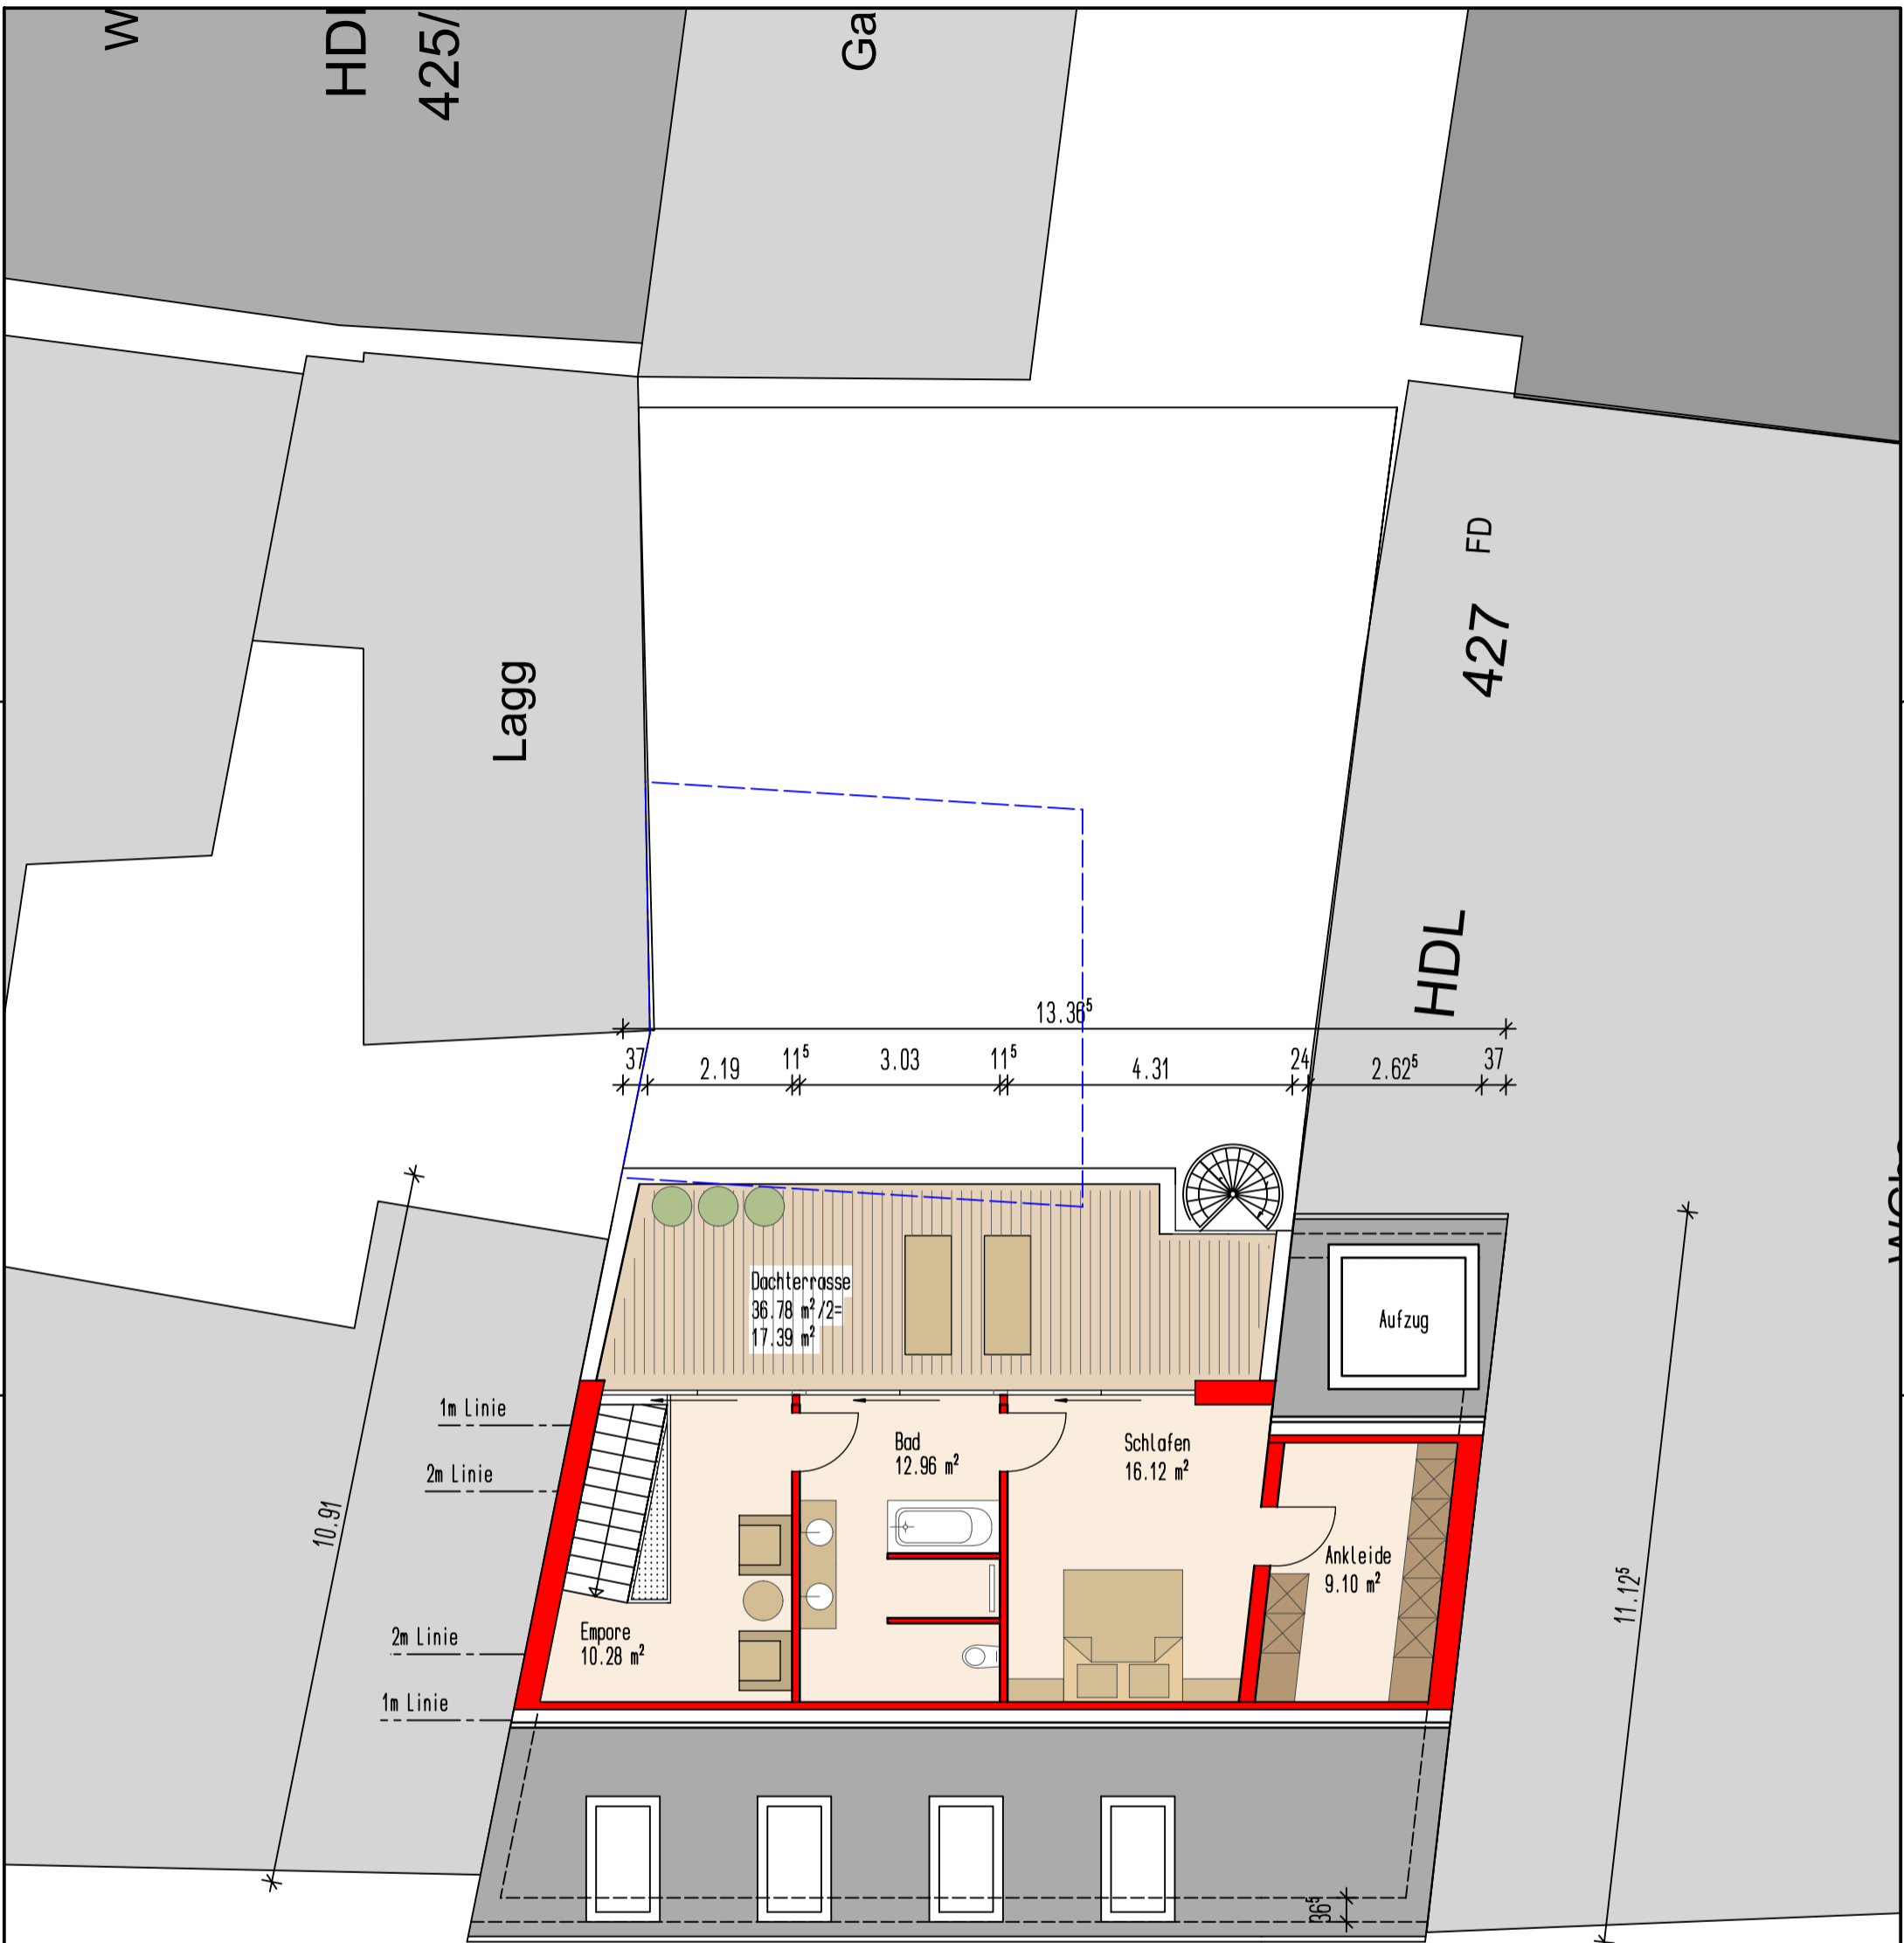 HDL
425/
Ga
FD
427
Lagg
HDL
13.36⁵
37
2.19
11⁵
3.03
11⁵
4.31
24
2.62⁵
37
Dachterrasse
36.78 m²/2=
17.39 m²
Aufzug
1m Linie
2m Linie
Bad
12.96 m²
Schlafen
16.12 m²
10.91
Ankleide
9.10 m²
11.12⁵
Empore
10.28 m²
2m Linie
1m Linie
36⁵